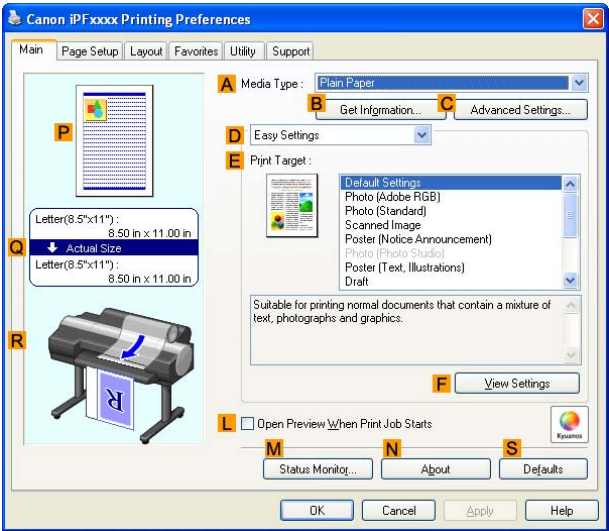 Canon iPFxxxx Printing Preferences
Main Page Setup Layout Favorites Utility Support
A Media Type : Plain Paper
B Get Information... C Advanced Settings...
D Easy Settings
E Print Target :
Default Settings
Photo (Adobe RGB)
Photo (Standard)
Scanned Image
Poster (Notice Announcement)
Photo (Photo Studio)
Poster (Text, Illustrations)
Draft
Suitable for printing normal documents that contain a mixture of
text, photographs and graphics.
F View Settings
P
Letter(8.5"x11") :
8.50 in x 11.00 in
Q Actual Size
Letter(8.5"x11") :
8.50 in x 11.00 in
R
R
L Open Preview When Print Job Starts
Kyuanos
M Status Monitor... N About S Defaults
OK Cancel Apply Help